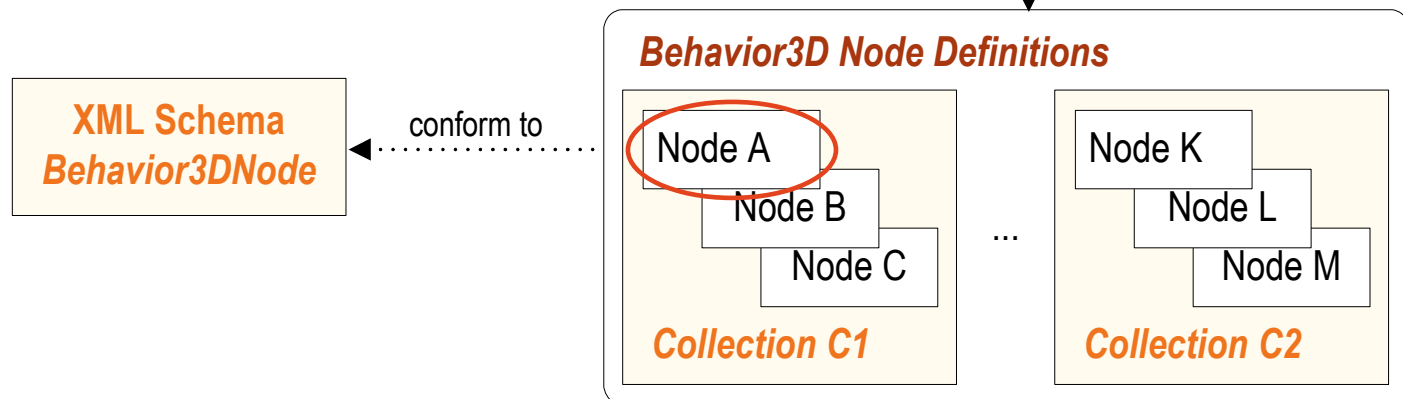 Behavior3D Node Definitions
XML Schema
Behavior3DNode
conform to
Node A
Node B
Node C
Collection C1
...
Node K
Node L
Node M
Collection C2